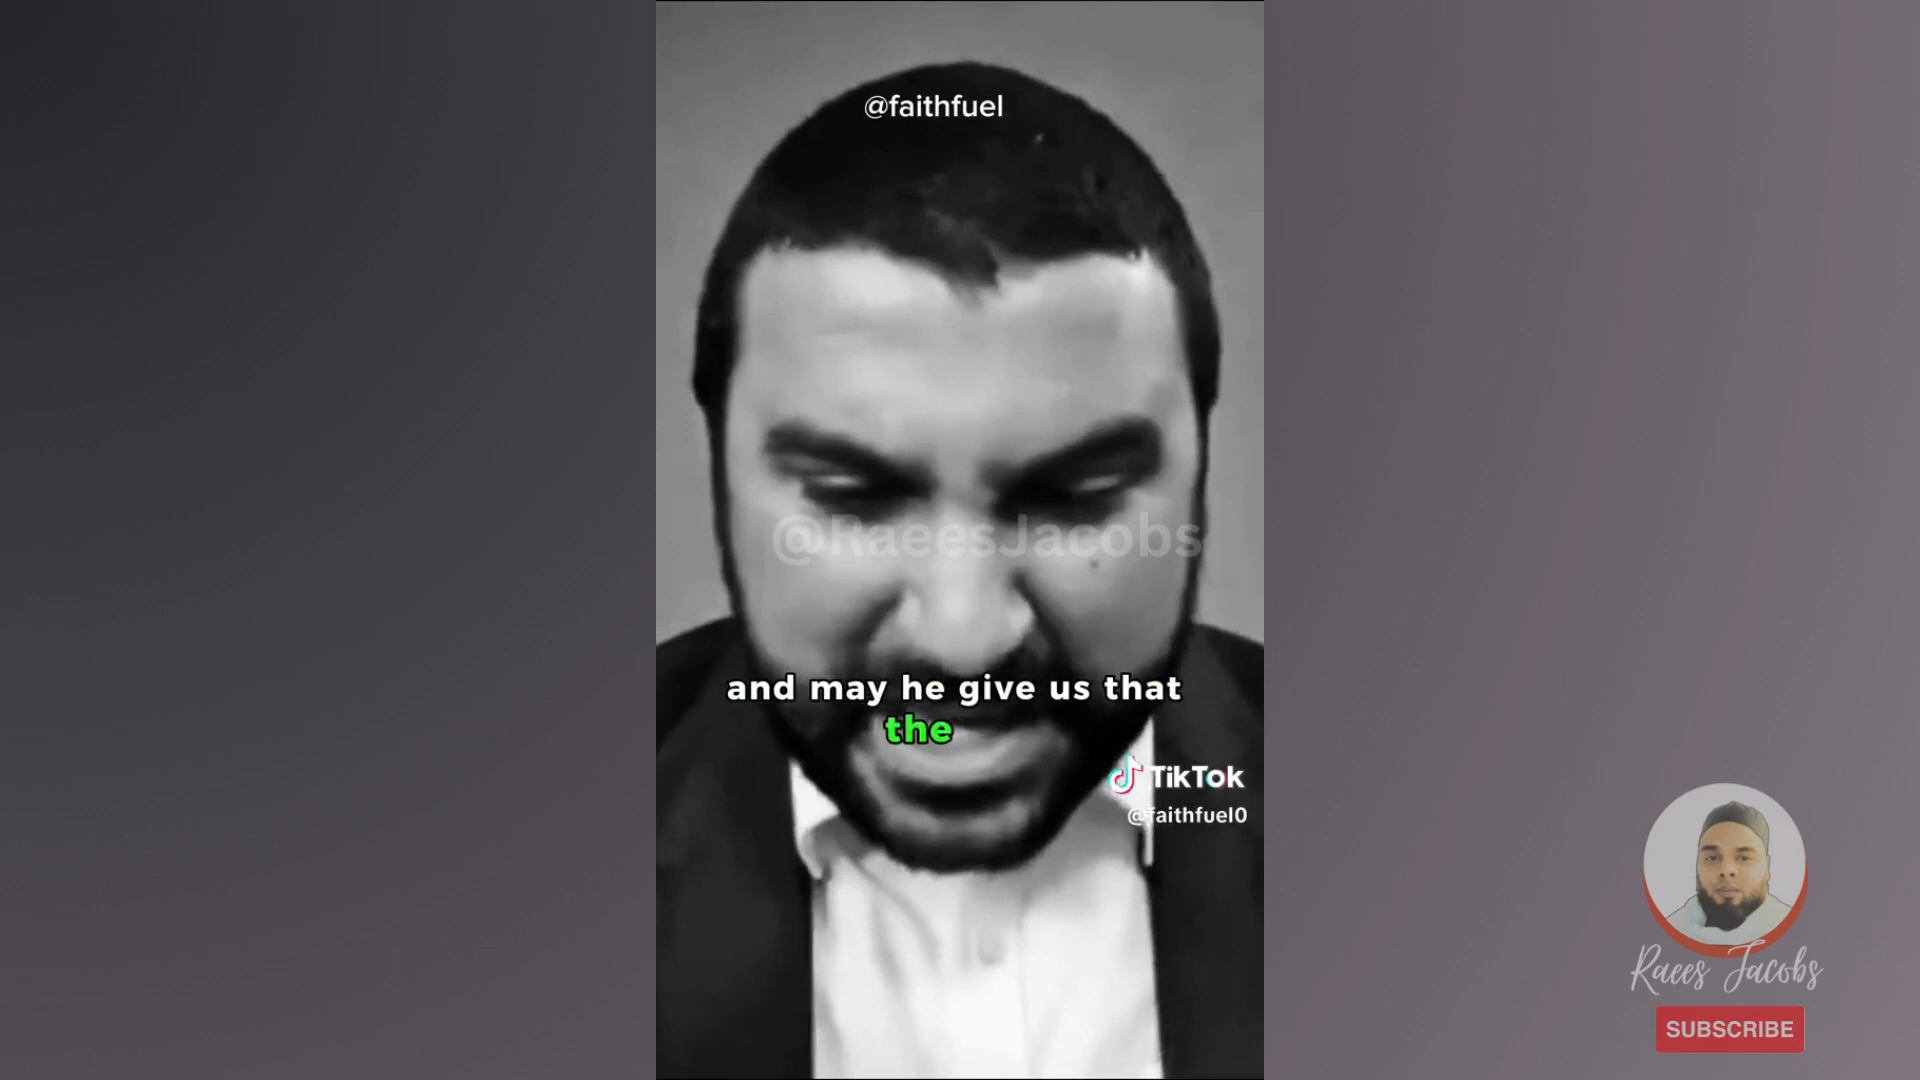 @faithfuel
@RaeesJacobs
and may he give us that
the
TikTok
@faithfuel0
Raees Jacobs
SUBSCRIBE